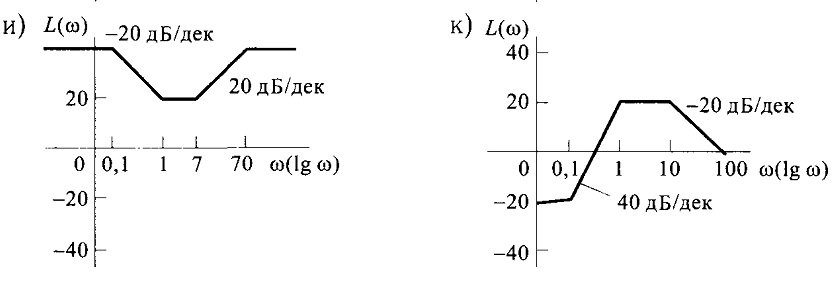 и) L(ω) −20 дБ/дек
20 20 дБ/дек
0 0,1 1 7 70 ω(lg ω)
−20
−40
к) L(ω)
40
20 −20 дБ/дек
0 0,1 1 10 100 ω(lg ω)
−20 40 дБ/дек
−40